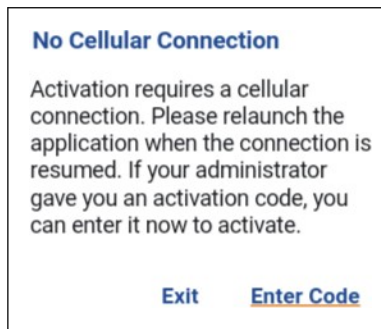 No Cellular Connection
Activation requires a cellular
connection. Please relaunch the
application when the connection is
resumed. If your administrator
gave you an activation code, you
can enter it now to activate.
Exit Enter Code